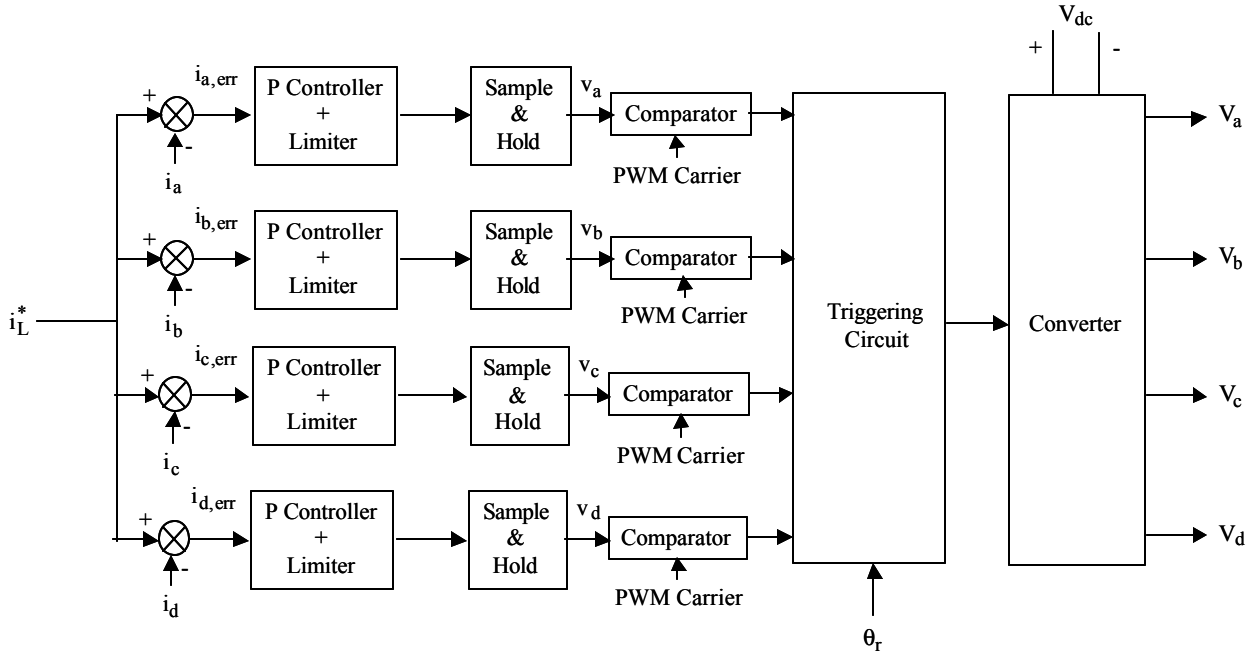 V_dc
+ -
i_a,err
P Controller
+
Limiter
Sample
&
Hold
v_a
Comparator
PWM Carrier
+
-
i_a
V_a
i_b,err
P Controller
+
Limiter
Sample
&
Hold
v_b
Comparator
PWM Carrier
+
-
i_b
V_b
i_L^*
Triggering
Circuit
Converter
i_c,err
P Controller
+
Limiter
Sample
&
Hold
v_c
Comparator
PWM Carrier
+
-
i_c
V_c
i_d,err
P Controller
+
Limiter
Sample
&
Hold
v_d
Comparator
PWM Carrier
+
-
i_d
V_d
θ_r